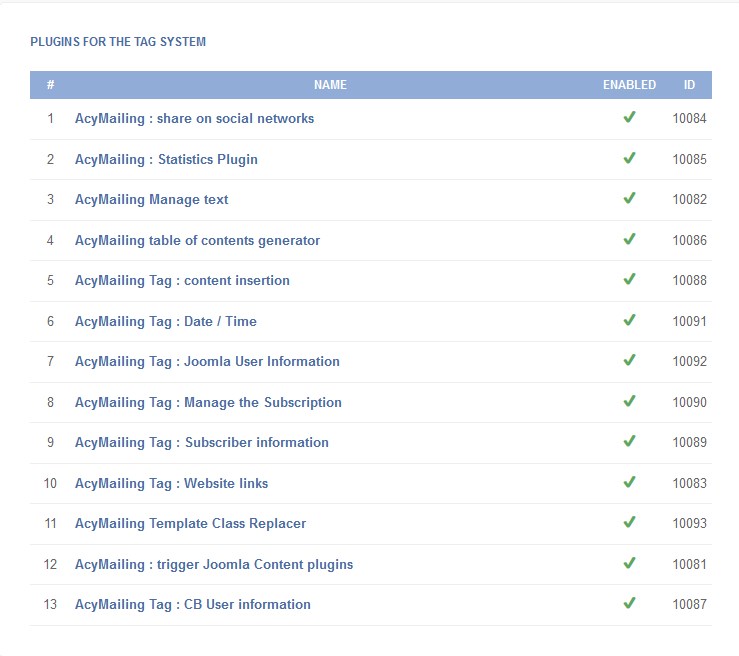 PLUGINS FOR THE TAG SYSTEM
# NAME ENABLED ID
1 AcyMailing : share on social networks 10084
2 AcyMailing : Statistics Plugin 10085
3 AcyMailing Manage text 10082
4 AcyMailing table of contents generator 10086
5 AcyMailing Tag : content insertion 10088
6 AcyMailing Tag : Date / Time 10091
7 AcyMailing Tag : Joomla User Information 10092
8 AcyMailing Tag : Manage the Subscription 10090
9 AcyMailing Tag : Subscriber information 10089
10 AcyMailing Tag : Website links 10083
11 AcyMailing Template Class Replacer 10093
12 AcyMailing : trigger Joomla Content plugins 10081
13 AcyMailing Tag : CB User information 10087